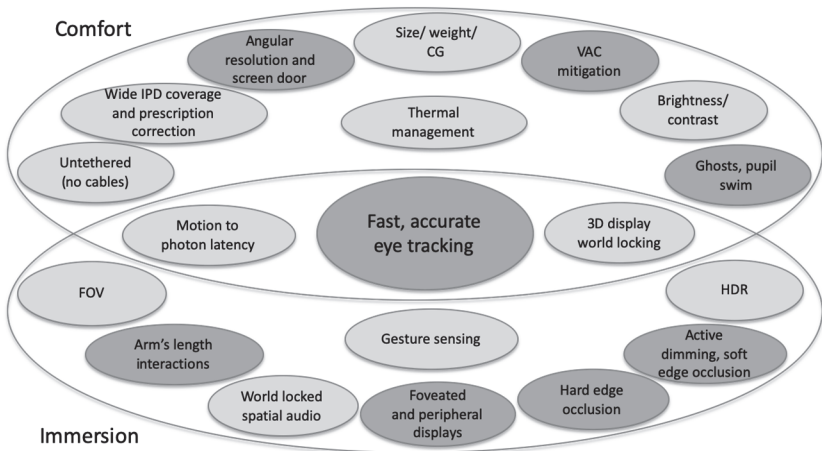 Comfort
Angular
resolution and
screen door
Size/ weight/
CG
VAC
mitigation
Wide IPD coverage
and prescription
correction
Thermal
management
Brightness/
contrast
Untethered
(no cables)
Ghosts, pupil
swim
Motion to
photon latency
Fast, accurate
eye tracking
3D display
world locking
FOV
HDR
Arm's length
interactions
Gesture sensing
Active
dimming, soft
edge occlusion
World locked
spatial audio
Foveated
and peripheral
displays
Hard edge
occlusion
Immersion